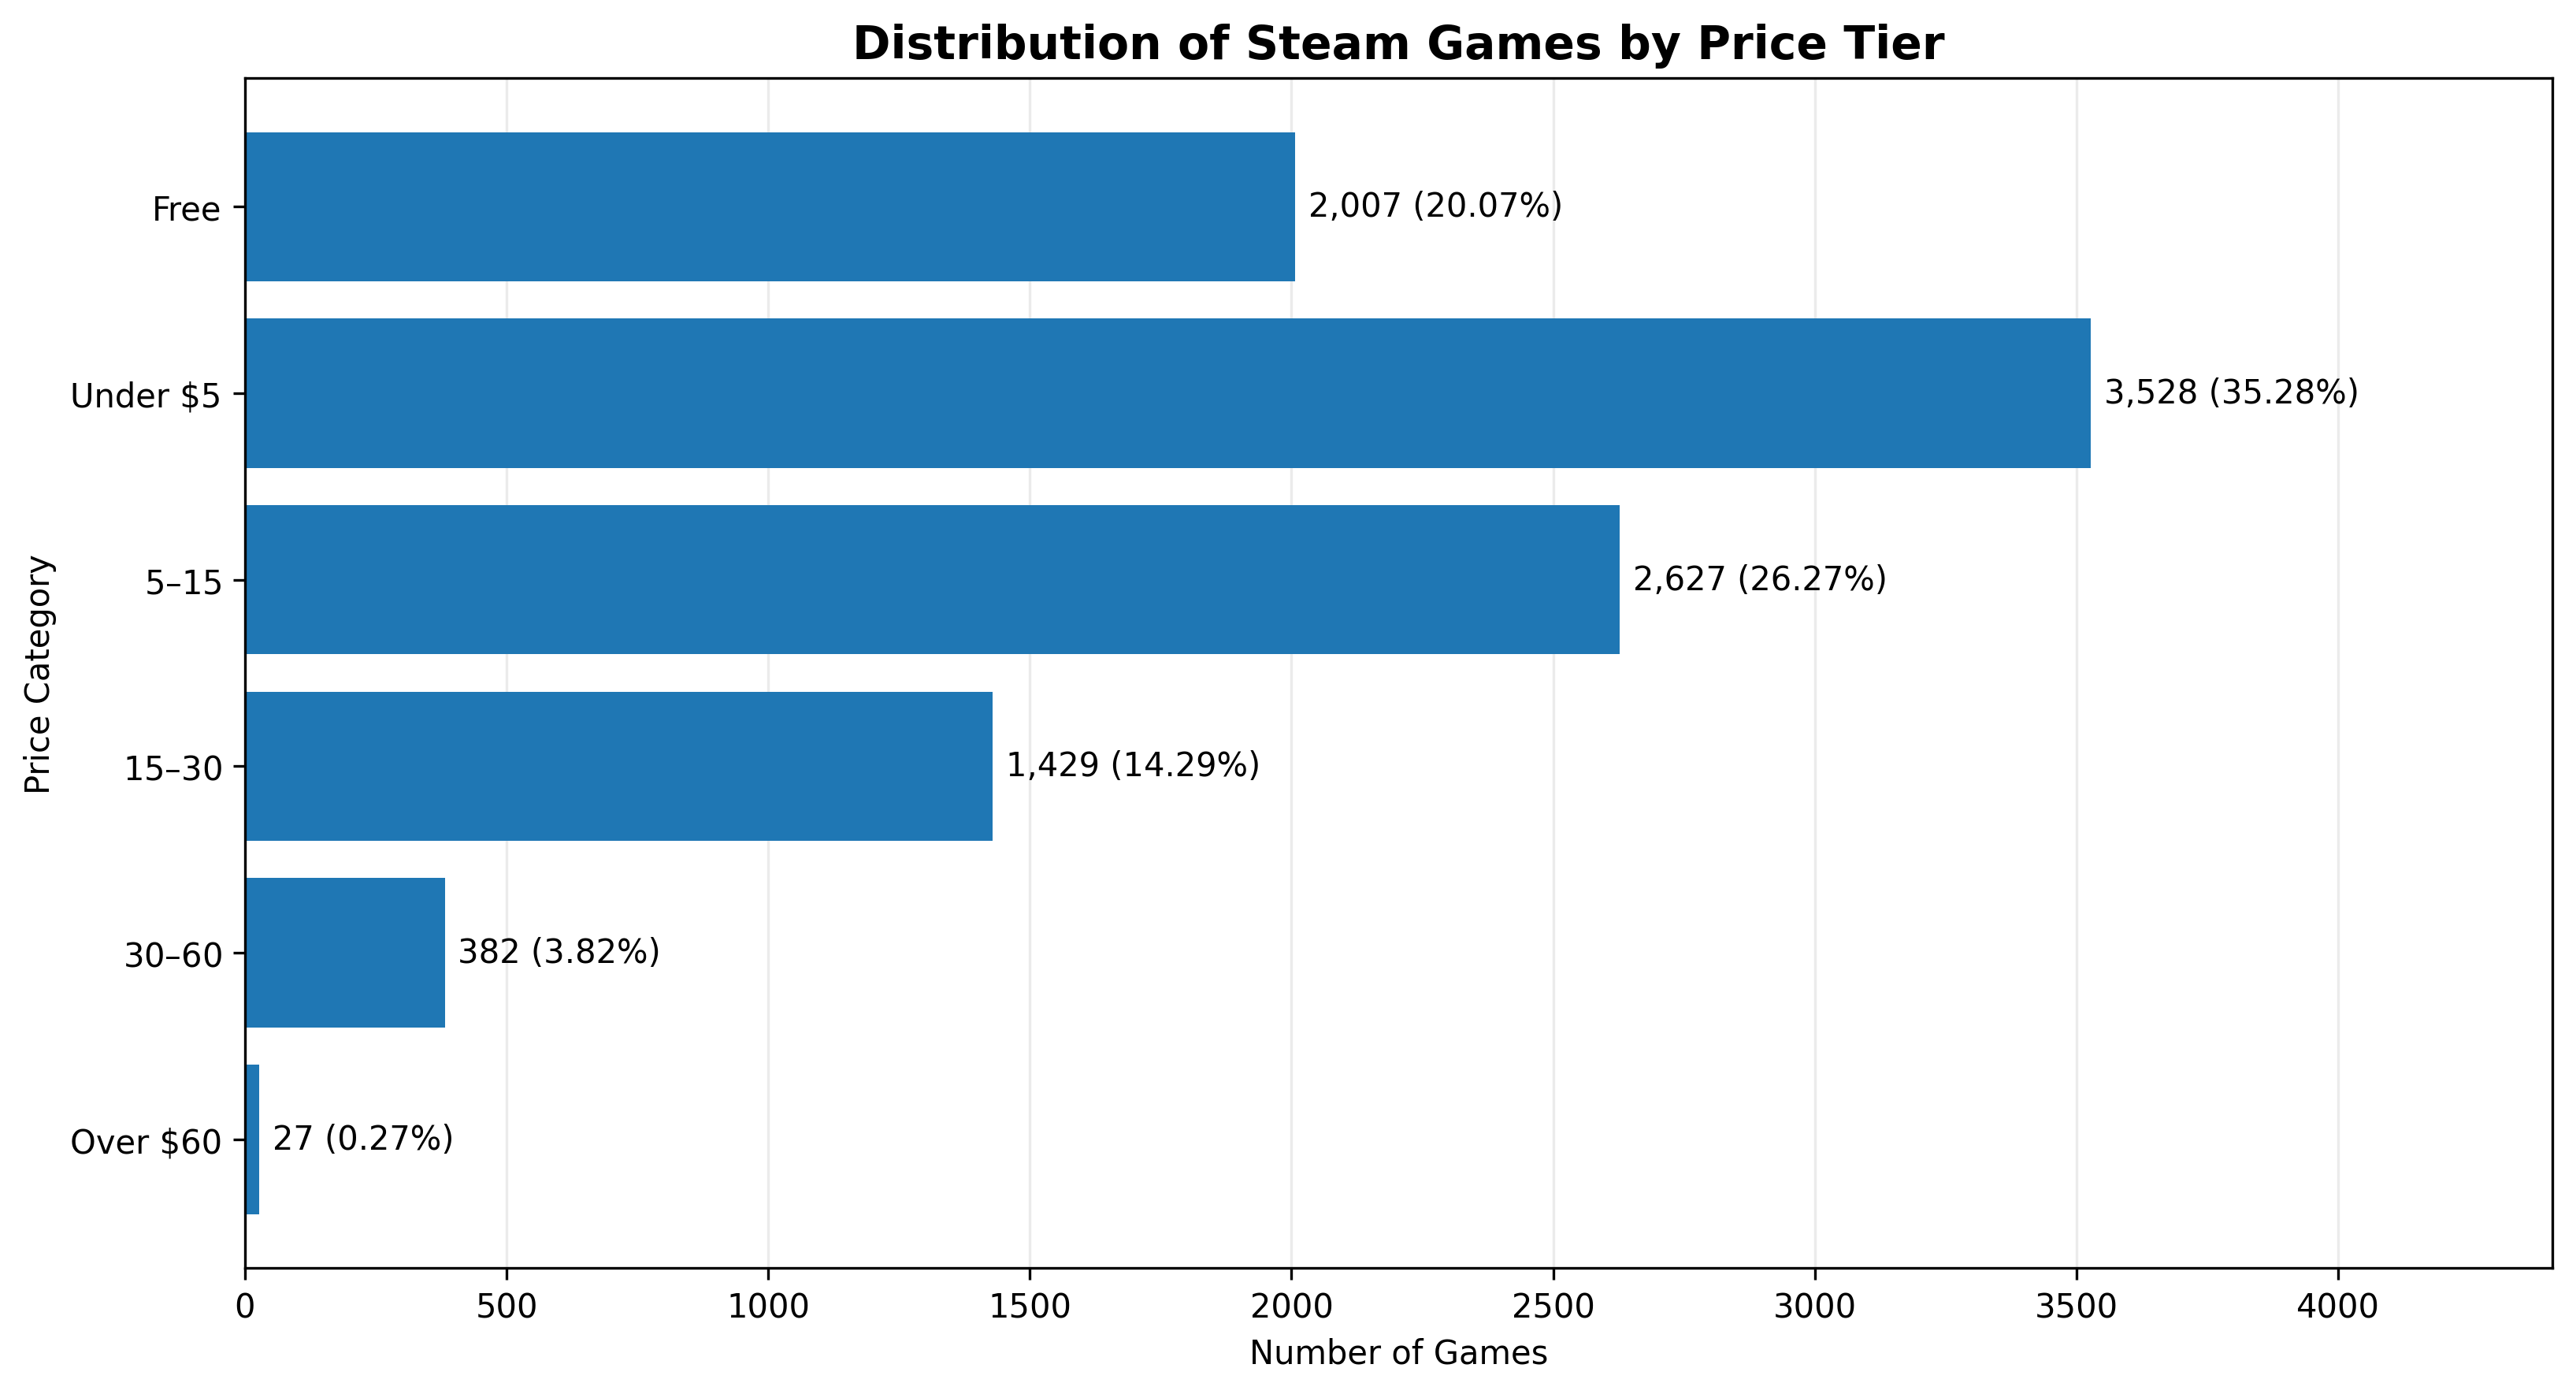 Distribution of Steam Games by Price Tier
Price Category
Free
2,007 (20.07%)
Under $5
3,528 (35.28%)
5–15
2,627 (26.27%)
15–30
1,429 (14.29%)
30–60
382 (3.82%)
Over $60
27 (0.27%)
0 500 1000 1500 2000 2500 3000 3500 4000
Number of Games